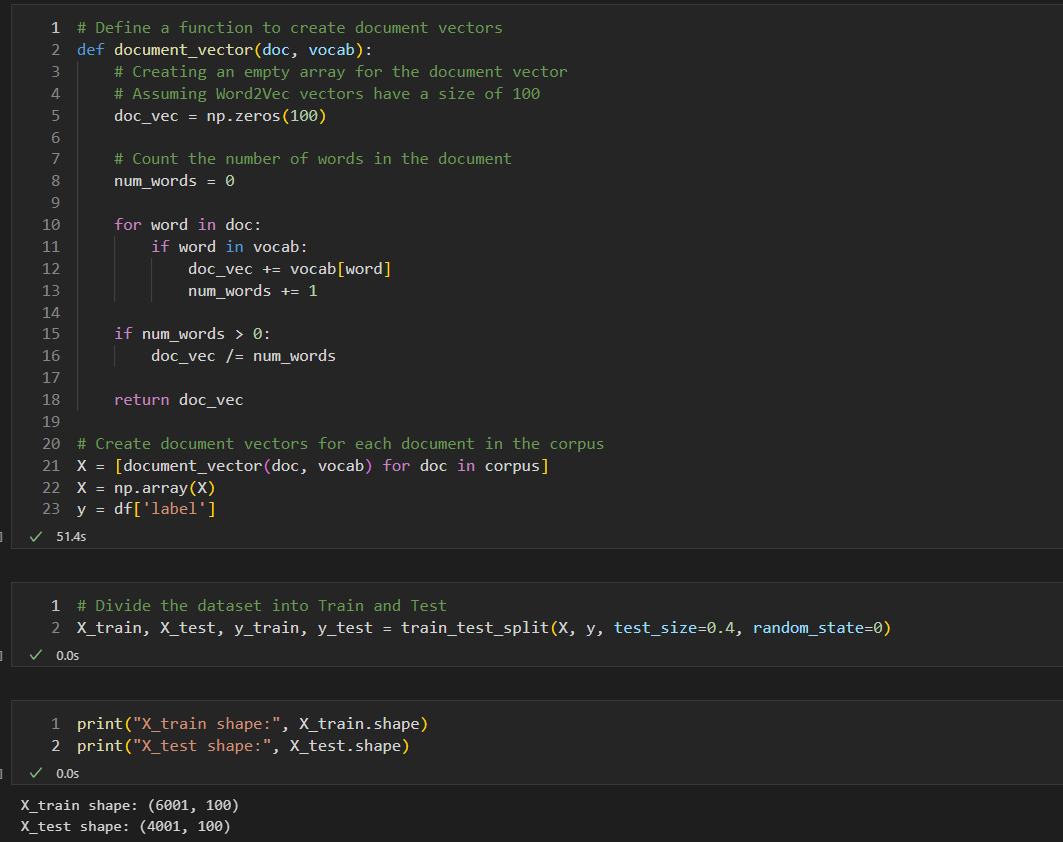 1 # Define a function to create document vectors
2 def document_vector(doc, vocab):
3     # Creating an empty array for the document vector
4     # Assuming Word2Vec vectors have a size of 100
5     doc_vec = np.zeros(100)
6
7     # Count the number of words in the document
8     num_words = 0
9
10     for word in doc:
11         if word in vocab:
12             doc_vec += vocab[word]
13             num_words += 1
14
15     if num_words > 0:
16         doc_vec /= num_words
17
18     return doc_vec
19
20 # Create document vectors for each document in the corpus
21 X = [document_vector(doc, vocab) for doc in corpus]
22 X = np.array(X)
23 y = df['label']
] ✓ 51.4s
1 # Divide the dataset into Train and Test
2 X_train, X_test, y_train, y_test = train_test_split(X, y, test_size=0.4, random_state=0)
] ✓ 0.0s
1 print("X_train shape:", X_train.shape)
2 print("X_test shape:", X_test.shape)
] ✓ 0.0s
X_train shape: (6001, 100)
X_test shape: (4001, 100)